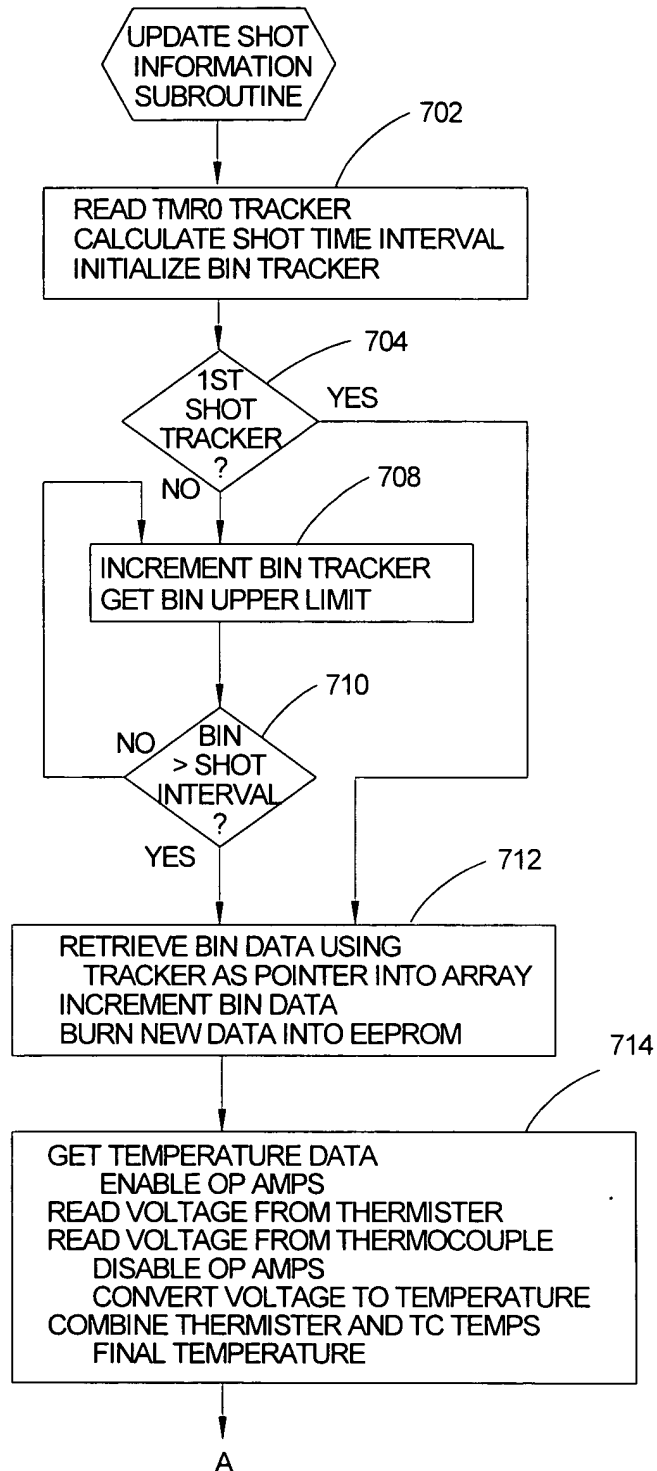 UPDATE SHOT
INFORMATION
SUBROUTINE
702
READ TMR0 TRACKER
CALCULATE SHOT TIME INTERVAL
INITIALIZE BIN TRACKER
704
1ST
SHOT
TRACKER
?
YES
NO
708
INCREMENT BIN TRACKER
GET BIN UPPER LIMIT
710
NO
BIN
> SHOT
INTERVAL
?
YES
712
RETRIEVE BIN DATA USING
TRACKER AS POINTER INTO ARRAY
INCREMENT BIN DATA
BURN NEW DATA INTO EEPROM
714
GET TEMPERATURE DATA
ENABLE OP AMPS
READ VOLTAGE FROM THERMISTER
READ VOLTAGE FROM THERMOCOUPLE
DISABLE OP AMPS
CONVERT VOLTAGE TO TEMPERATURE
COMBINE THERMISTER AND TC TEMPS
FINAL TEMPERATURE
A